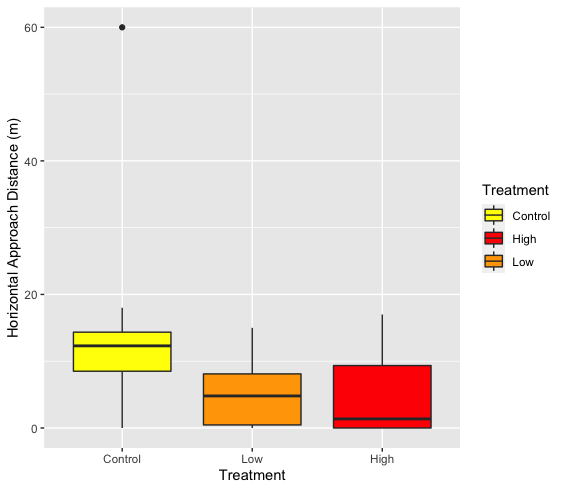 60
40
20
0
Horizontal Approach Distance (m)
Control
Low
High
Treatment
Treatment
Control
High
Low